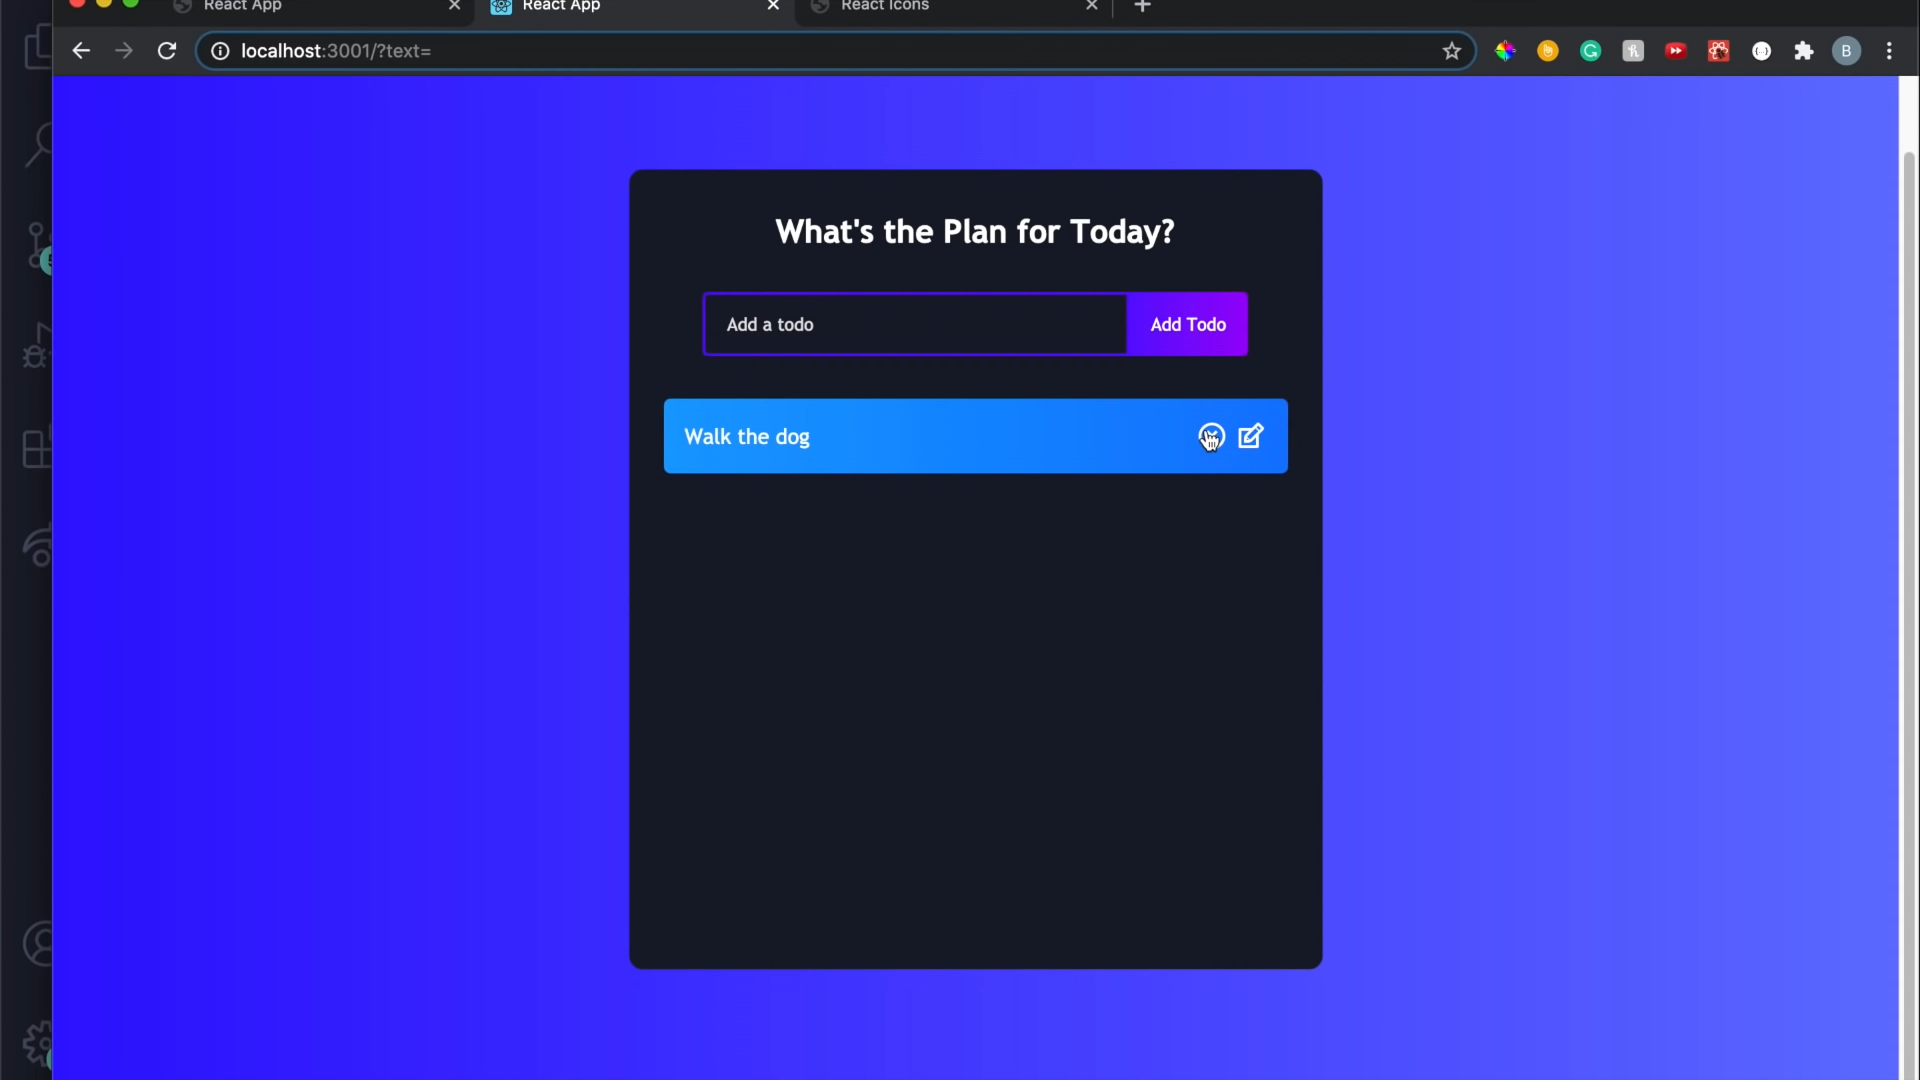 React App
React App
React Icons
localhost:3001/?text=
B
What's the Plan for Today?
Add a todo
Add Todo
Walk the dog